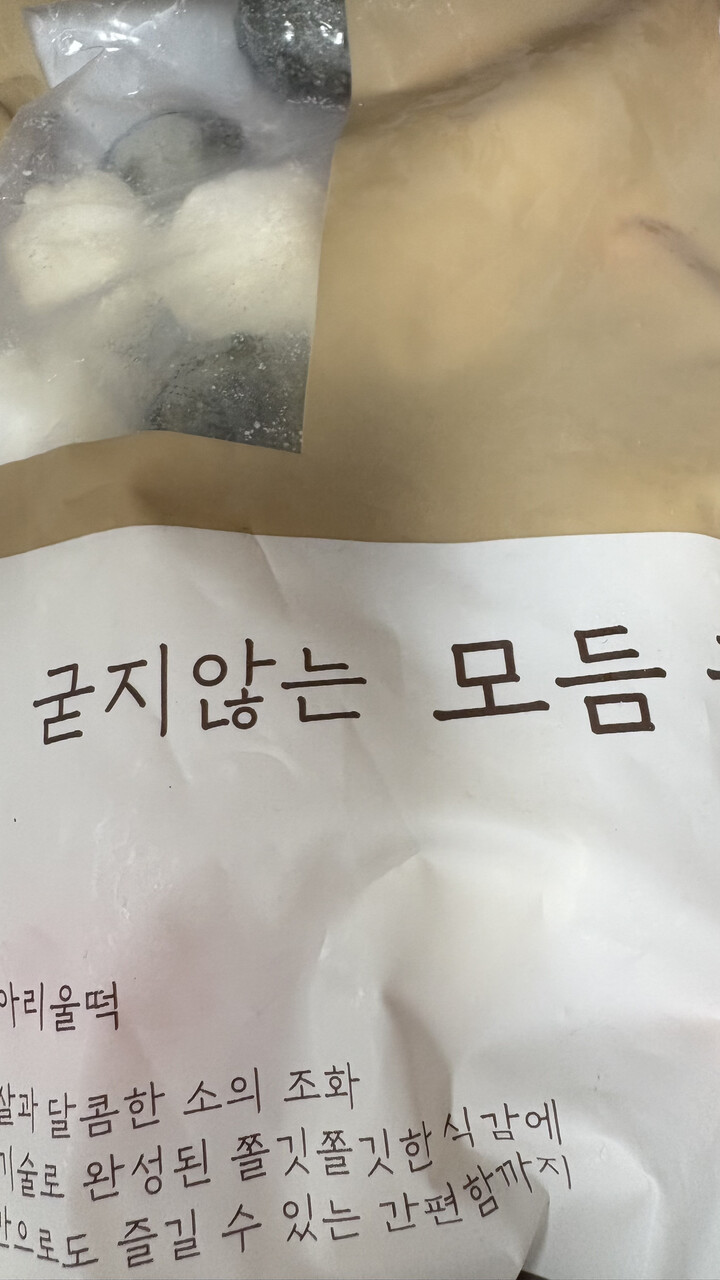 굳지않는 모듬
아리울떡
쌀과 달콤한 소의 조화
기술로 완성된 쫄깃쫄깃한 식감에
만으로도 즐길 수 있는 간편함까지